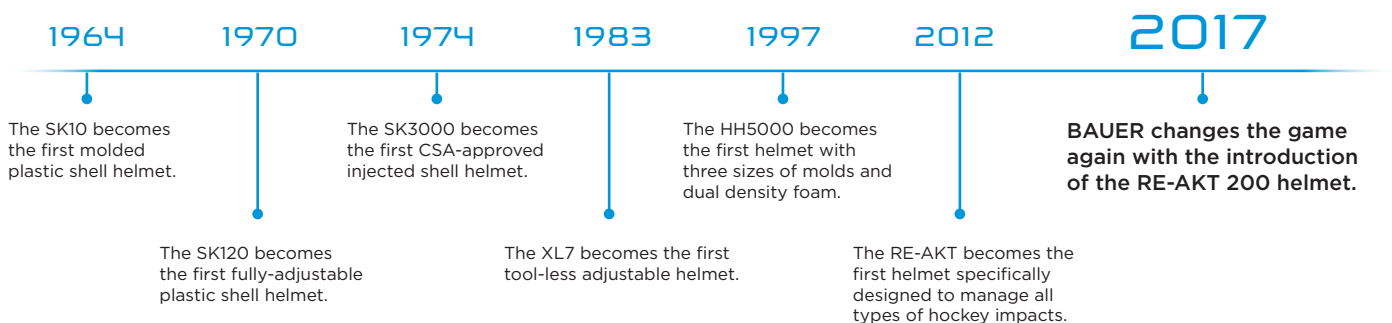 1964
1970
1974
1983
1997
2012
2017
The SK10 becomes
the first molded
plastic shell helmet.
The SK120 becomes
the first fully-adjustable
plastic shell helmet.
The SK3000 becomes
the first CSA-approved
injected shell helmet.
The XL7 becomes the first
tool-less adjustable helmet.
The HH5000 becomes
the first helmet with
three sizes of molds and
dual density foam.
The RE-AKT becomes the
first helmet specifically
designed to manage all
types of hockey impacts.
BAUER changes the game
again with the introduction
of the RE-AKT 200 helmet.